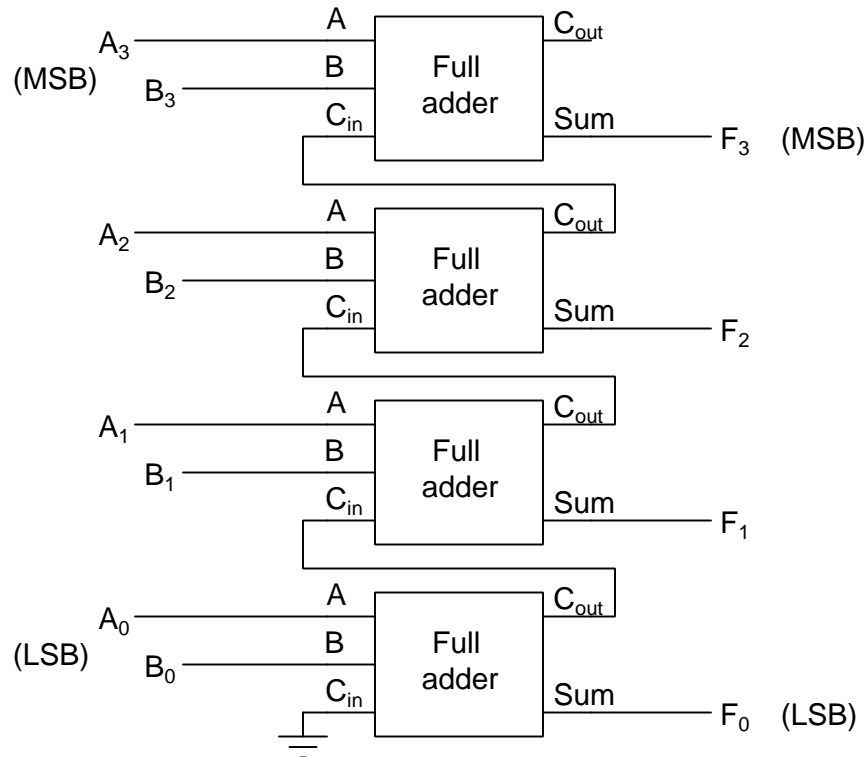 A C_out
A_3
(MSB) B Full
B_3 adder
C_in Sum
F_3 (MSB)
A C_out
A_2
B Full
B_2 adder
C_in Sum
F_2
A C_out
A_1
B Full
B_1 adder
C_in Sum
F_1
A C_out
A_0
(LSB) B Full
B_0 adder
C_in Sum
F_0 (LSB)